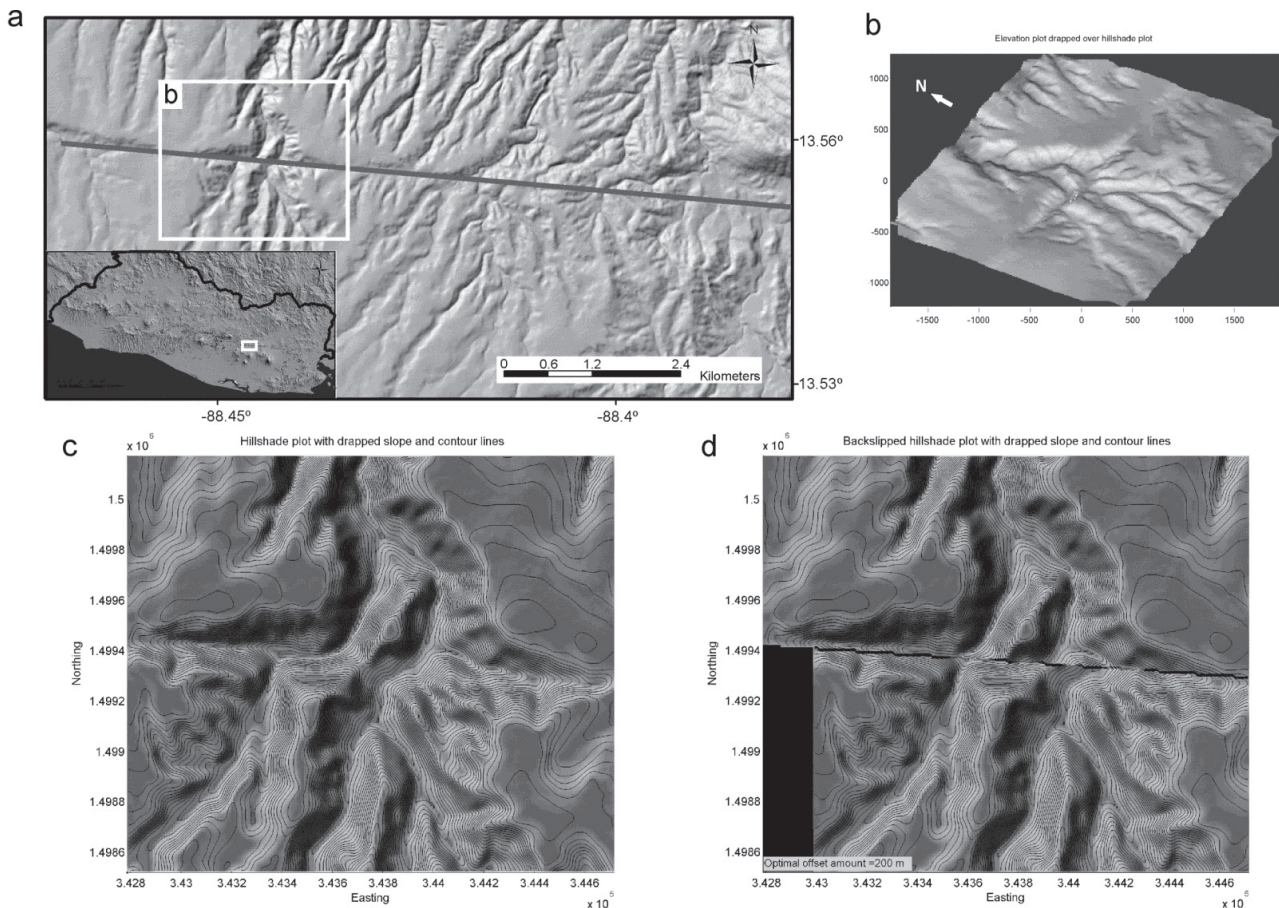 a
b
N
13.56º
13.53º
-88.45º
-88.4º
0 0.6 1.2 2.4
Kilometers
b
Elevation plot drapped over hillshade plot
N
1000
500
0
-500
-1000
-1500 -1000 -500 0 500 1000 1500
c
Hillshade plot with drapped slope and contour lines
x 10⁶
1.5
1.4998
1.4996
1.4994
1.4992
1.499
1.4988
1.4986
Northing
3.428 3.43 3.432 3.434 3.436 3.438 3.44 3.442 3.444 3.446
Easting
x 10⁵
d
Backslipped hillshade plot with drapped slope and contour lines
x 10⁶
1.5
1.4998
1.4996
1.4994
1.4992
1.499
1.4988
1.4986
Northing
Optimal offset amount =200 m
3.428 3.43 3.432 3.434 3.436 3.438 3.44 3.442 3.444 3.446
Easting
x 10⁵